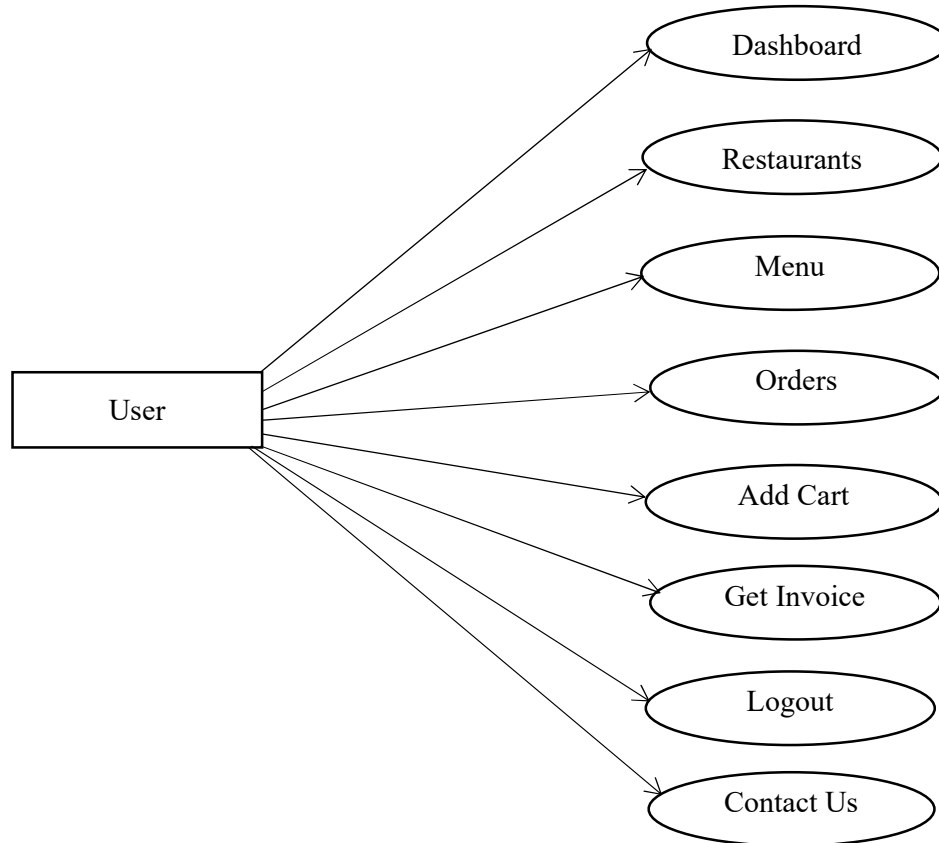 Dashboard
Restaurants
Menu
Orders
User
Add Cart
Get Invoice
Logout
Contact Us